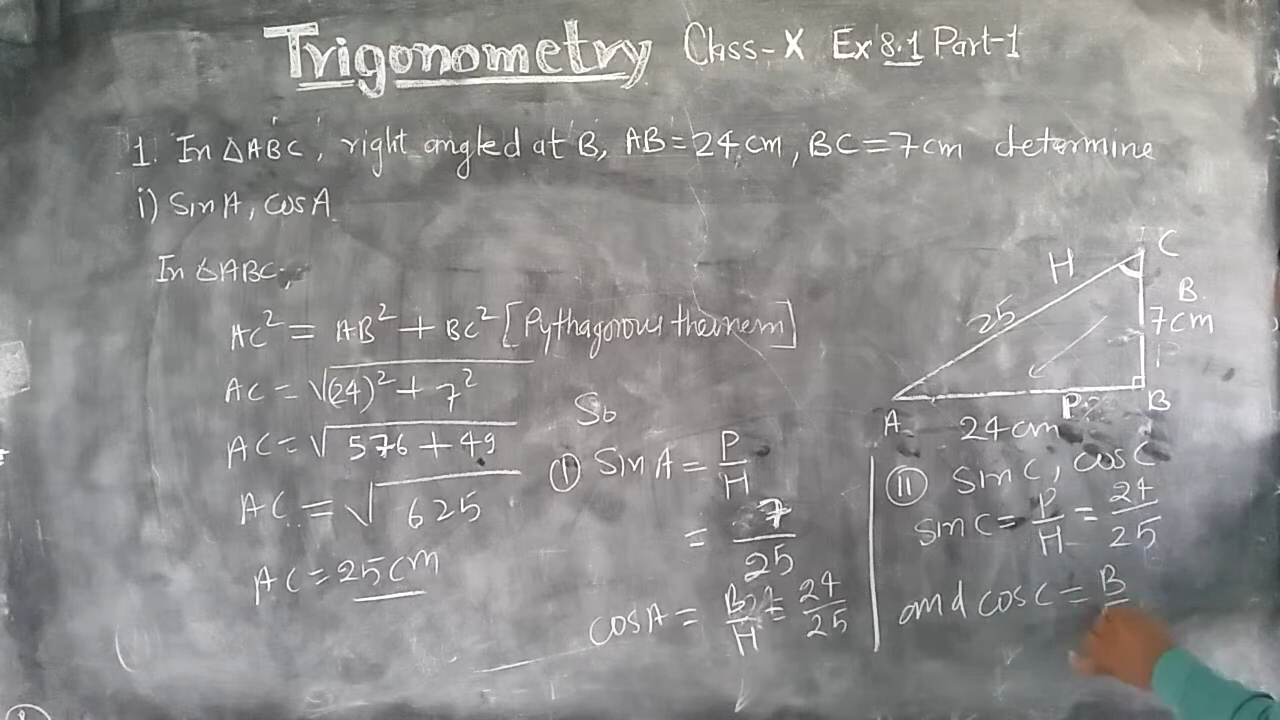 Trigonometry Class-X Ex 8.1 Part-1
1. In △ABC, right angled at B, AB=24cm, BC=7cm determine
i) Sin A, cos A
In △ABC,
AC² = AB² + BC² [Pythagorous theorem]
AC = √(24)² + 7²
AC = √576 + 49
AC = √625
AC = 25cm
So
① Sin A = P/H
= 7/25
cos A = B/H = 24/25
C
H
B
7cm
P
25
A
24cm
P
B
⑪ Sin C, cos C
sin C = P/H = 24/25
and cos C = B